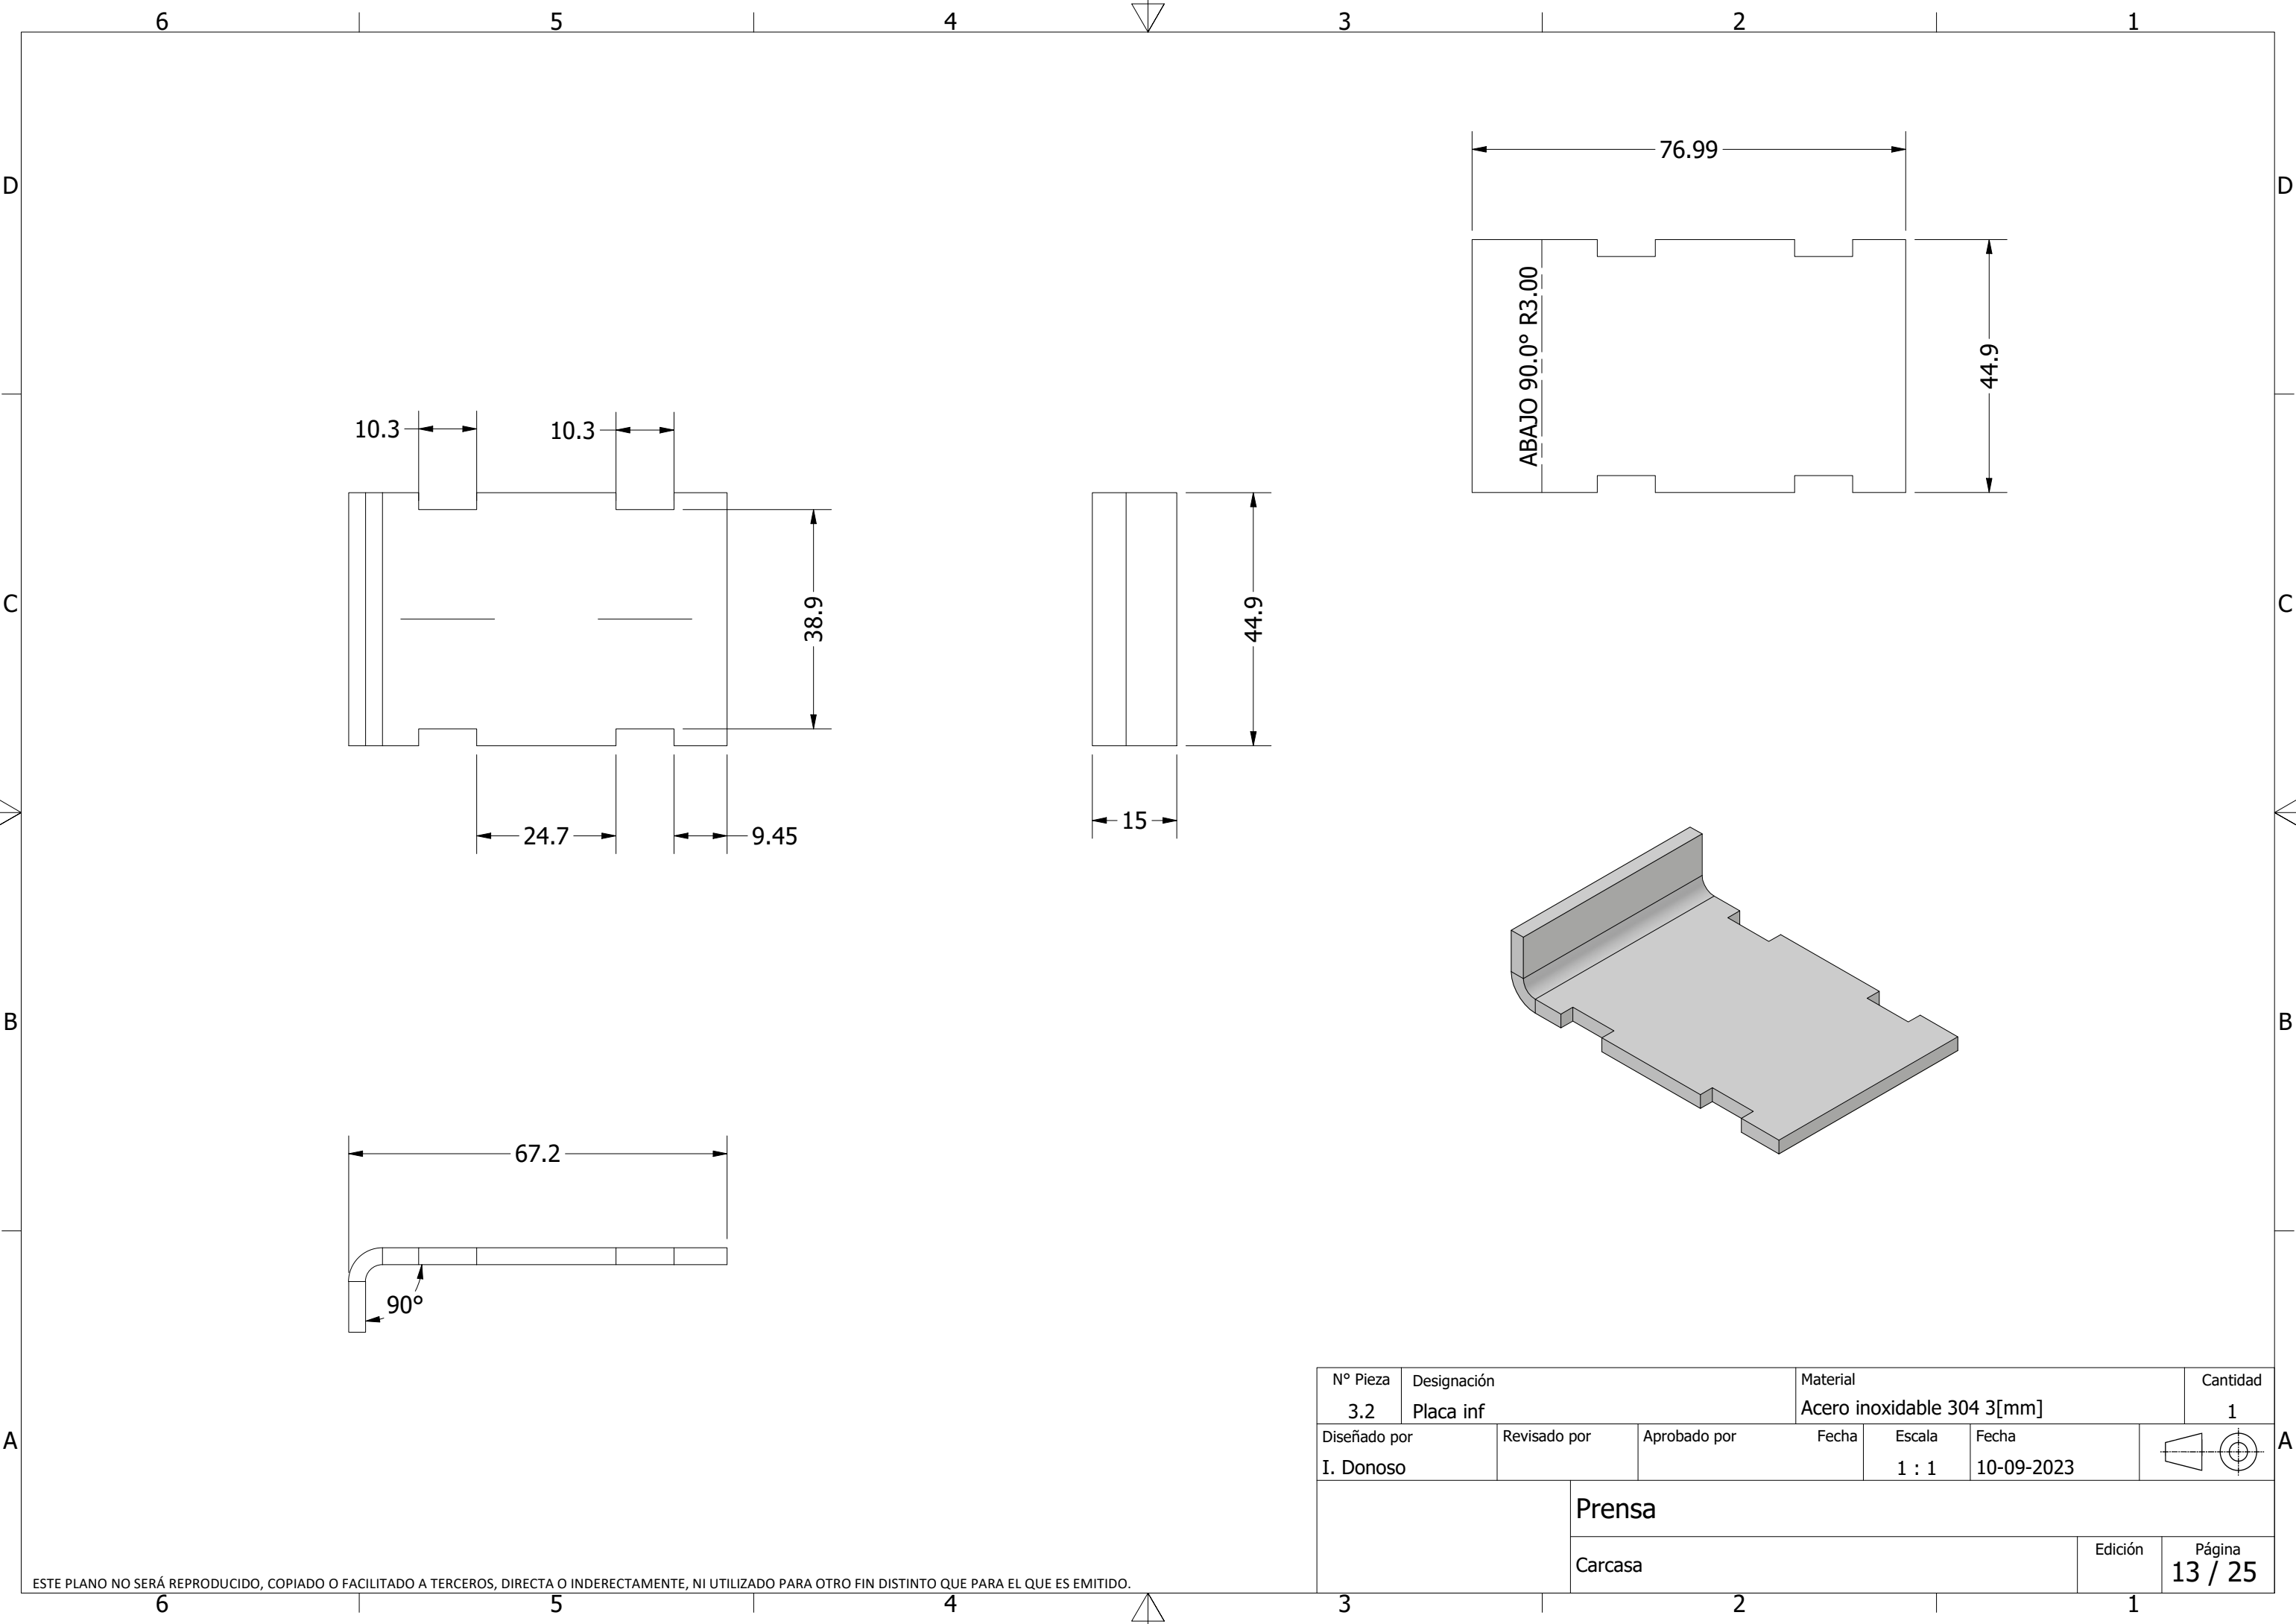 6 5 4 3 2 1
D D
76.99
44.9
ABAJO 90.0° R3.00
10.3 10.3
38.9
44.9
C C
24.7 9.45
15
B B
67.2
90°
N° Pieza Designación Material Cantidad
3.2 Placa inf Acero inoxidable 304 3[mm] 1
Diseñado por Revisado por Aprobado por Fecha Escala Fecha
I. Donoso 1 : 1 10-09-2023
A A
Prensa
Carcasa Edición Página
13 / 25
ESTE PLANO NO SERÁ REPRODUCIDO, COPIADO O FACILITADO A TERCEROS, DIRECTA O INDERECTAMENTE, NI UTILIZADO PARA OTRO FIN DISTINTO QUE PARA EL QUE ES EMITIDO.
6 5 4 3 2 1